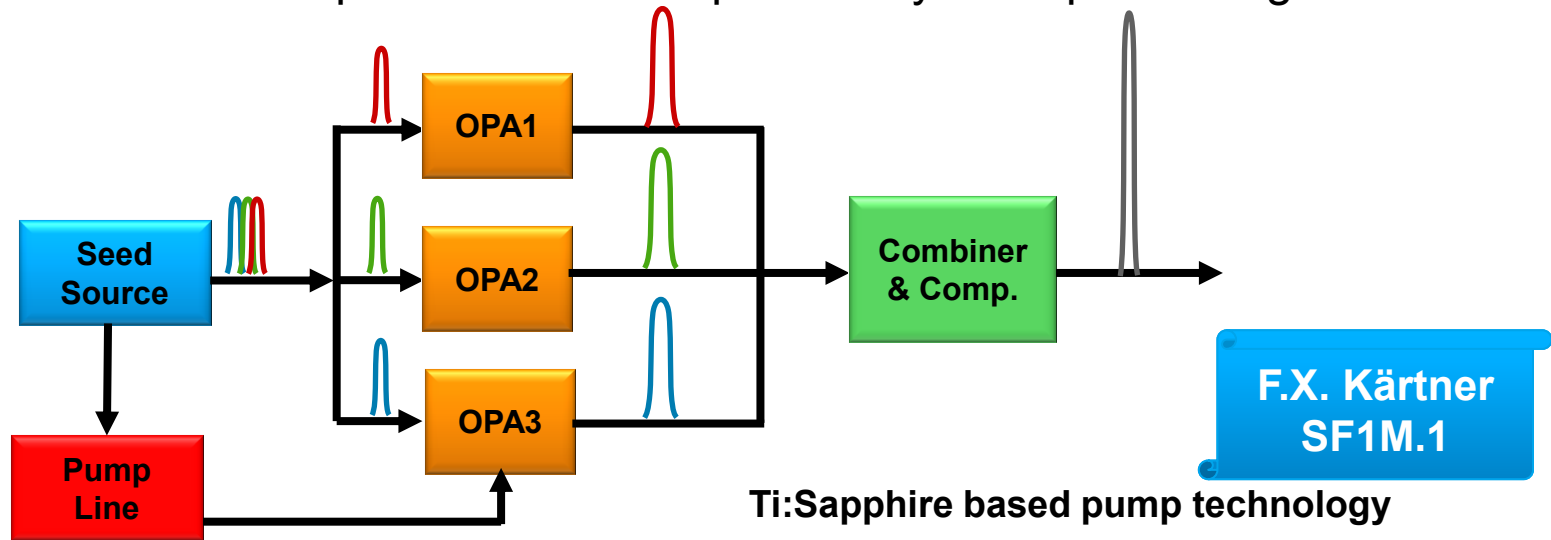 OPA1
Seed
Source
OPA2
Combiner
& Comp.
OPA3
Pump
Line
F.X. Kärtner
SF1M.1
Ti:Sapphire based pump technology